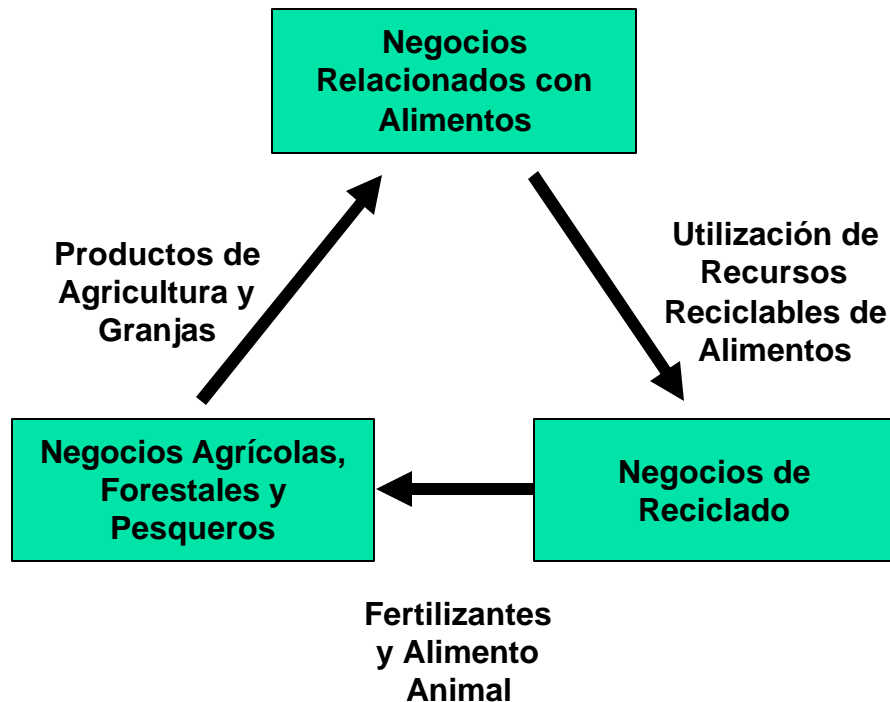 Negocios
Relacionados con
Alimentos
Productos de
Agricultura y
Granjas
Utilización de
Recursos
Reciclables de
Alimentos
Negocios Agrícolas,
Forestales y
Pesqueros
Negocios de
Reciclado
Fertilizantes
y Alimento
Animal